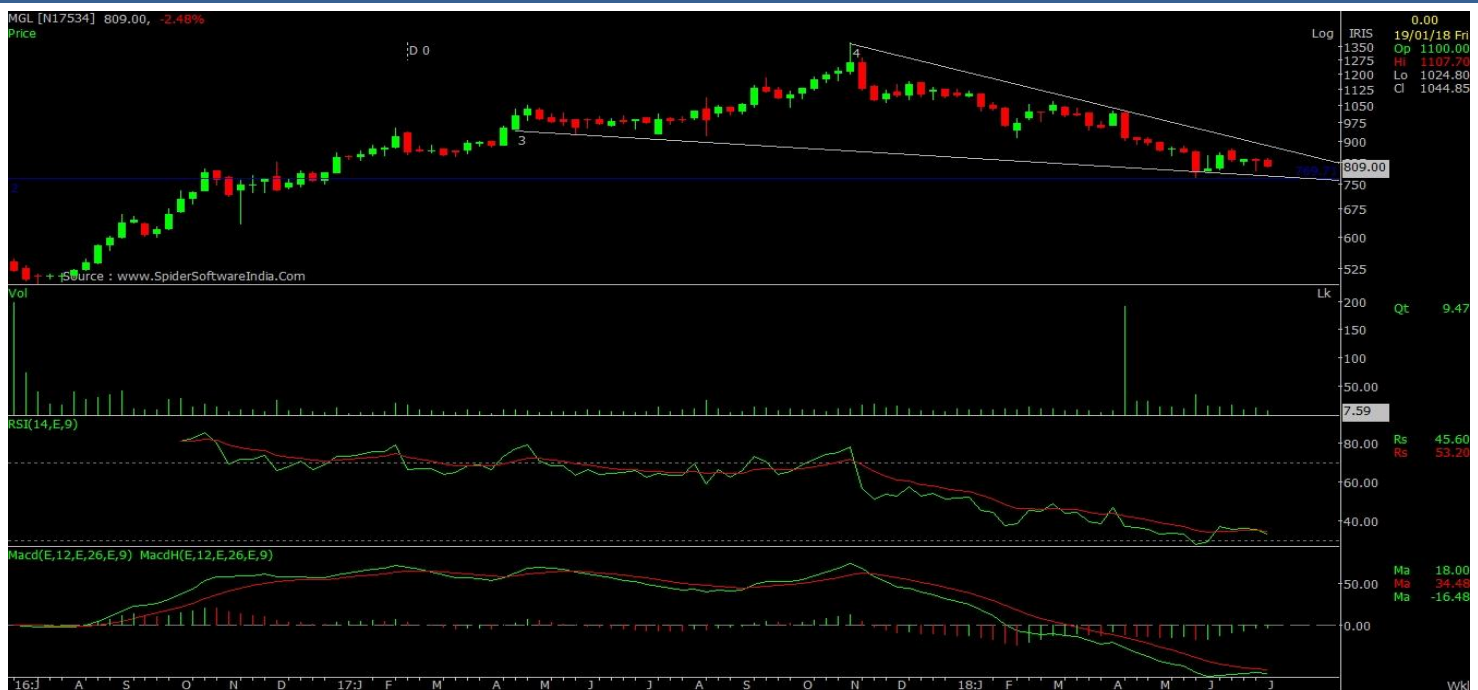 MGL [N17534] 809.00, -2.48%
Price
D 0
Log
IRIS
0.00
19/01/18 Fri
Op 1100.00
Hi 1107.70
Lo 1024.80
Cl 1044.85
1350
1275
1200
1125
1050
975
900
809.00
750
675
600
525
4
3
2
Source : www.SpiderSoftwareIndia.Com
Vol
Lk
200
150
100
50.00
7.59
Qt 9.47
RSI(14,E,9)
80.00
60.00
40.00
Rs 45.60
Rs 53.20
Macd(E,12,E,26,E,9) MacdH(E,12,E,26,E,9)
50.00
0.00
Ma 18.00
Ma 34.48
Ma -16.48
16:J A S O N D 17:J F M A M J J A S O N D 18:J F M A M J J
Wkl